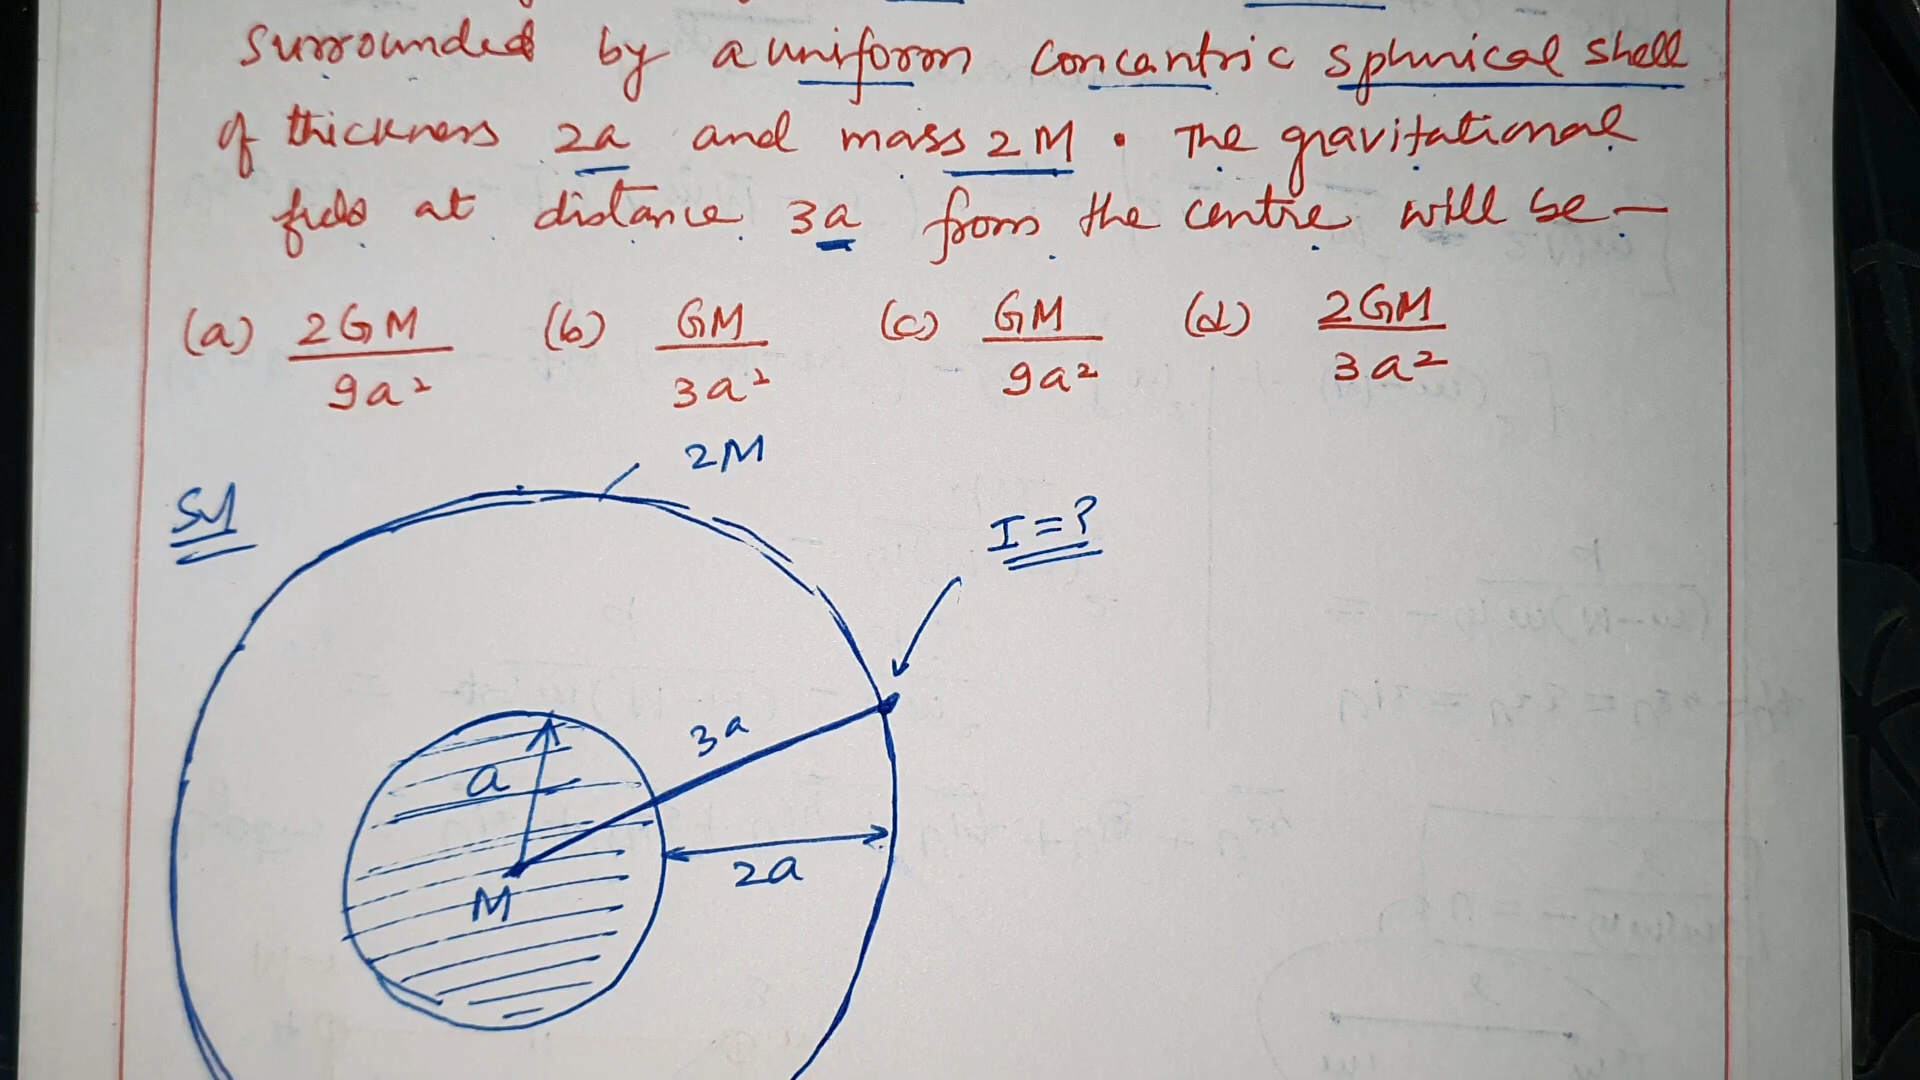 surrounded by a uniform concantric spherical shell
of thickness 2a and mass 2M. The gravitational
field at distance 3a from the centre will be –
(a) 2GM/9a² (b) GM/3a² (c) GM/9a² (d) 2GM/3a²
2M
Sol
I = ?
3a
a
2a
M